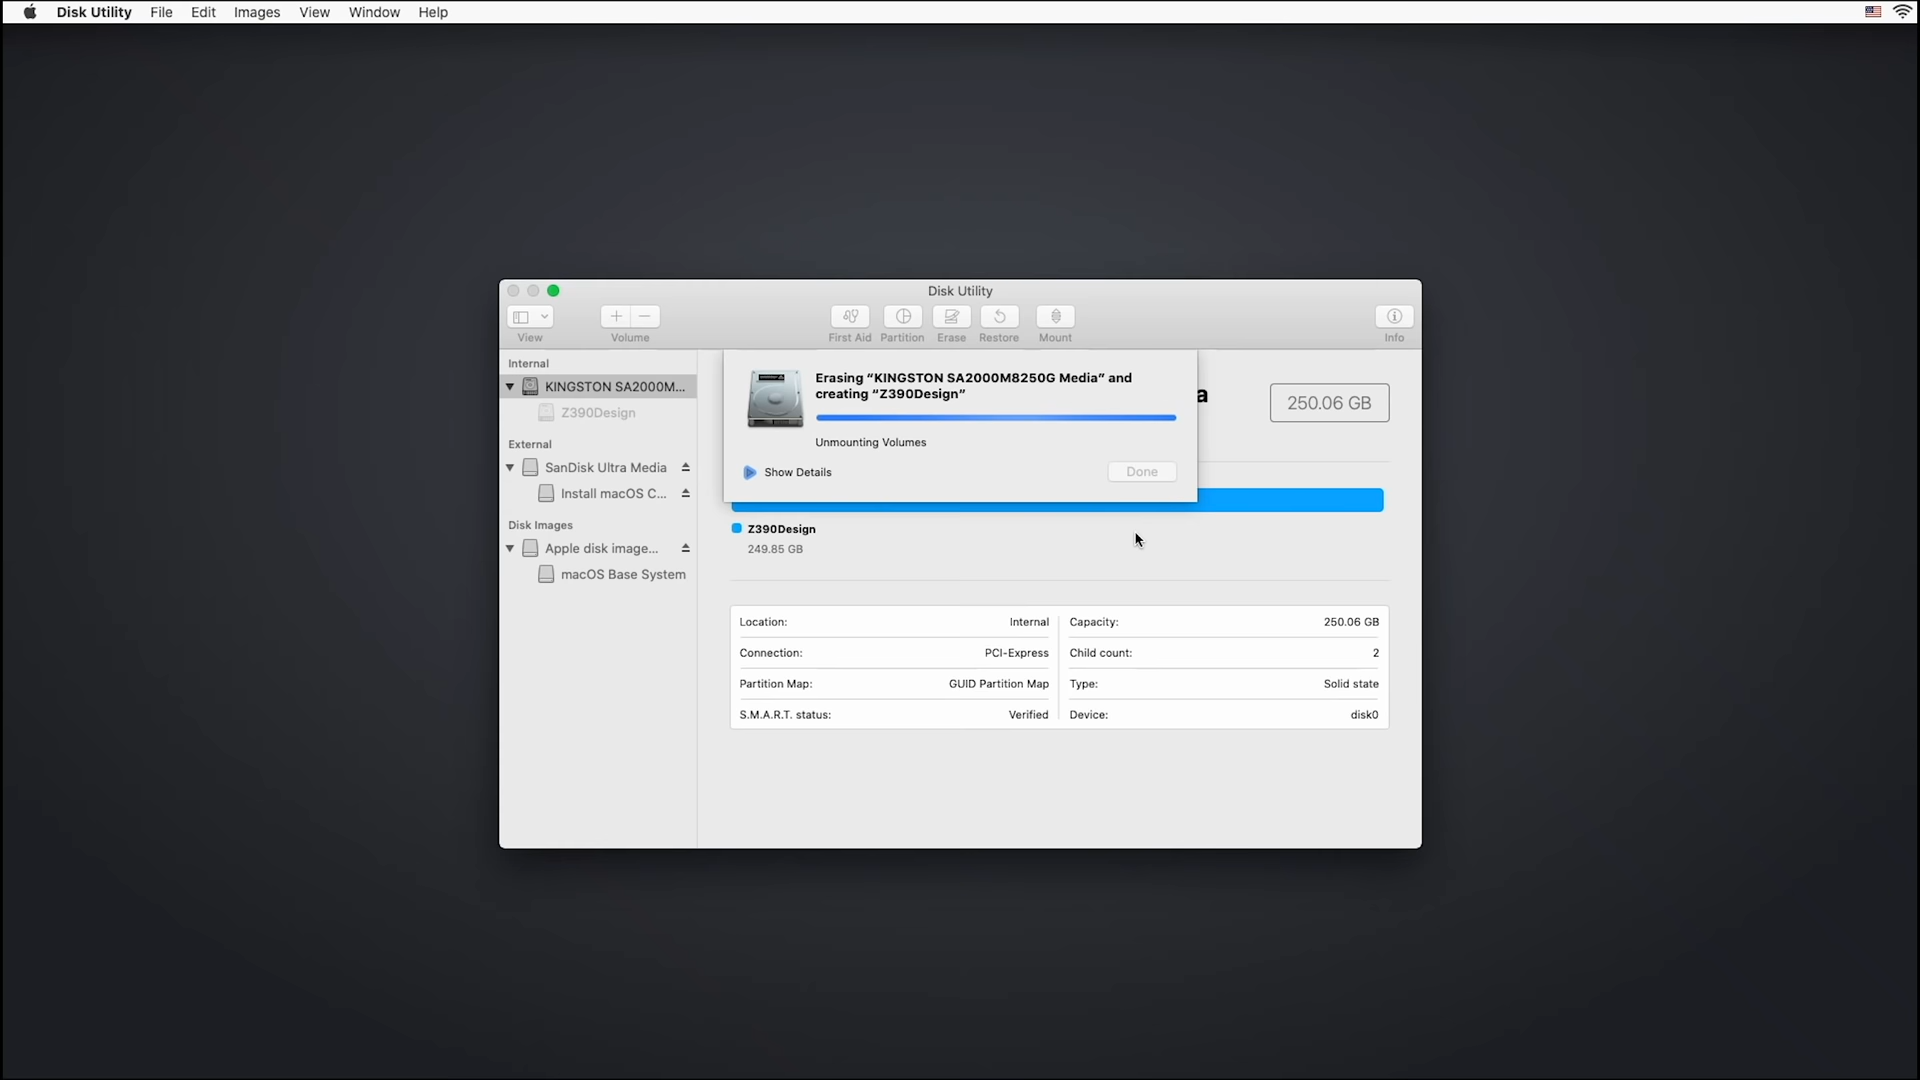 Disk Utility File Edit Images View Window Help
Disk Utility
View Volume First Aid Partition Erase Restore Mount Info
Internal
KINGSTON SA2000M...
Z390Design
External
SanDisk Ultra Media
Install macOS C...
Disk Images
Apple disk image...
macOS Base System
Erasing “KINGSTON SA2000M8250G Media” and
creating “Z390Design”
Unmounting Volumes
Show Details
Done
a
250.06 GB
Z390Design
249.85 GB
Location: Internal
Capacity: 250.06 GB
Connection: PCI-Express
Child count: 2
Partition Map: GUID Partition Map
Type: Solid state
S.M.A.R.T. status: Verified
Device: disk0